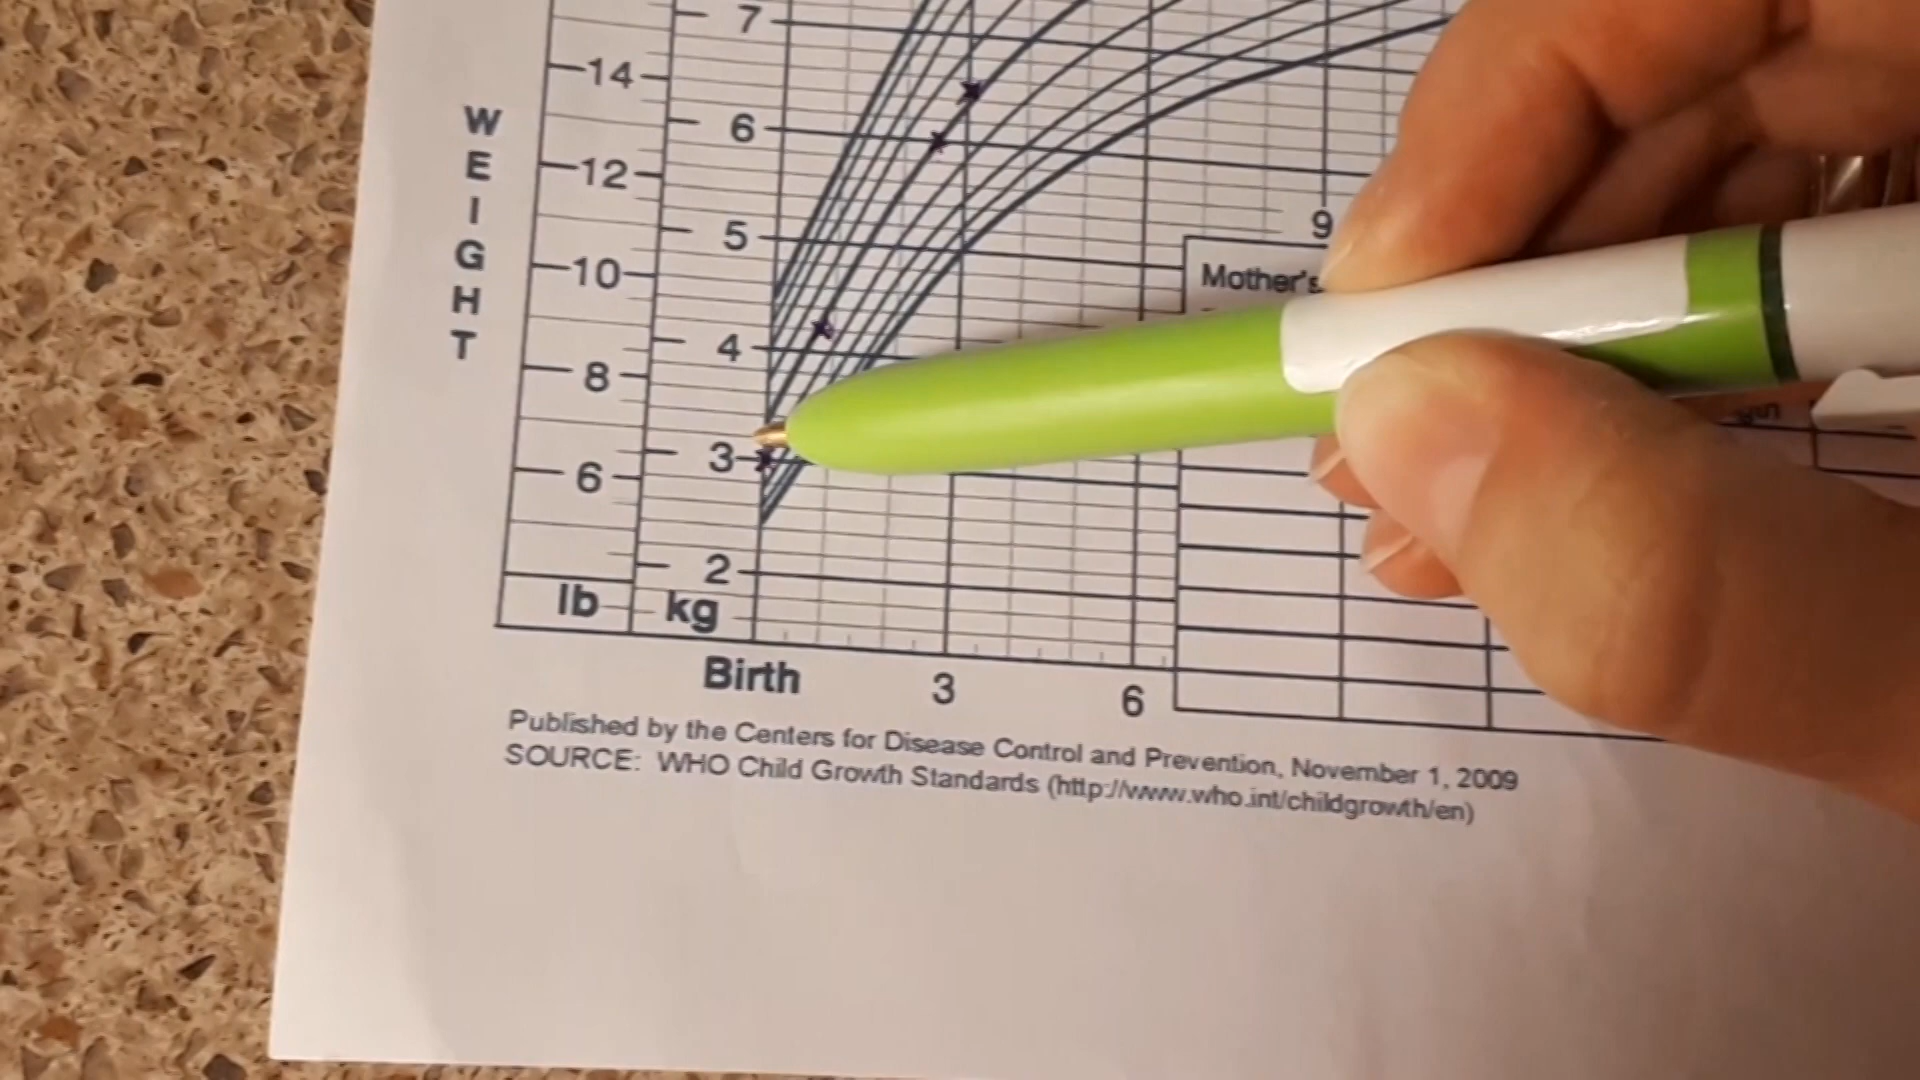 WEIGHT
7
14
6
12
5
9
10
Mother's
4
8
3
6
2
lb
kg
Birth
3
6
Published by the Centers for Disease Control and Prevention, November 1, 2009
SOURCE: WHO Child Growth Standards (http://www.who.int/childgrowth/en)